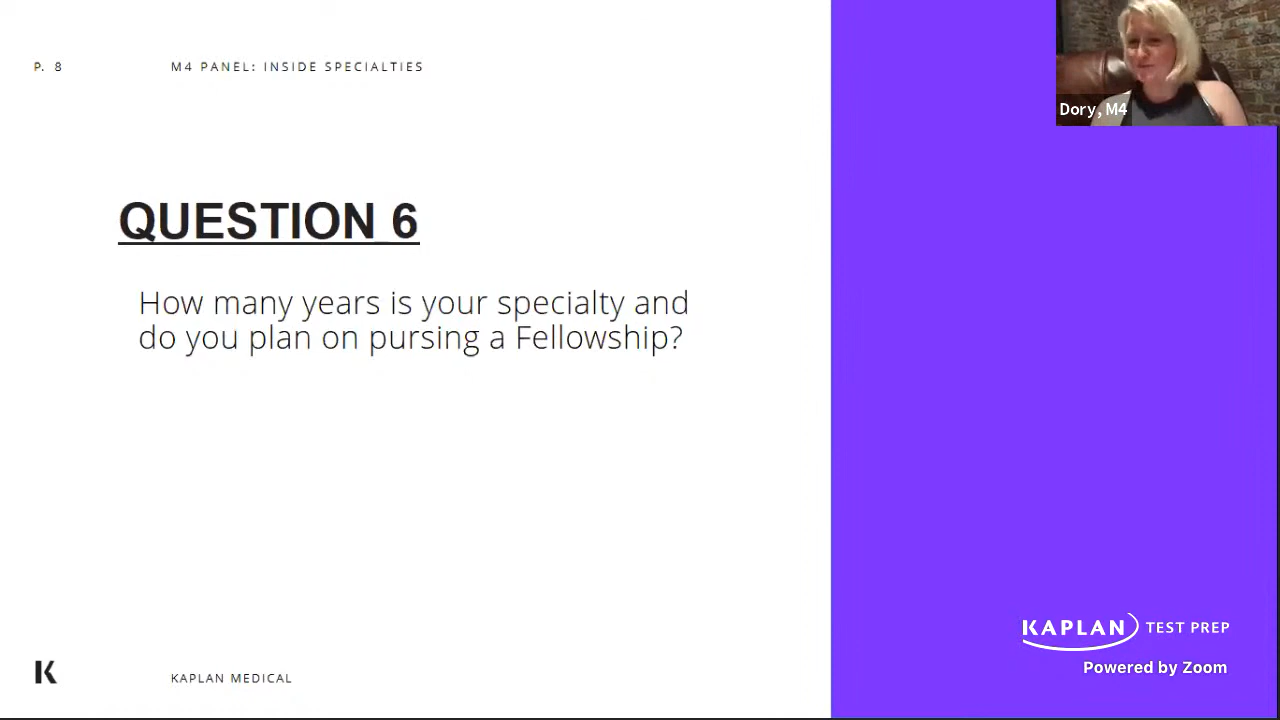 P. 8
M4 PANEL: INSIDE SPECIALTIES
Dory, M4
QUESTION 6
How many years is your specialty and
do you plan on pursing a Fellowship?
KAPLAN TEST PREP
Powered by Zoom
K
KAPLAN MEDICAL